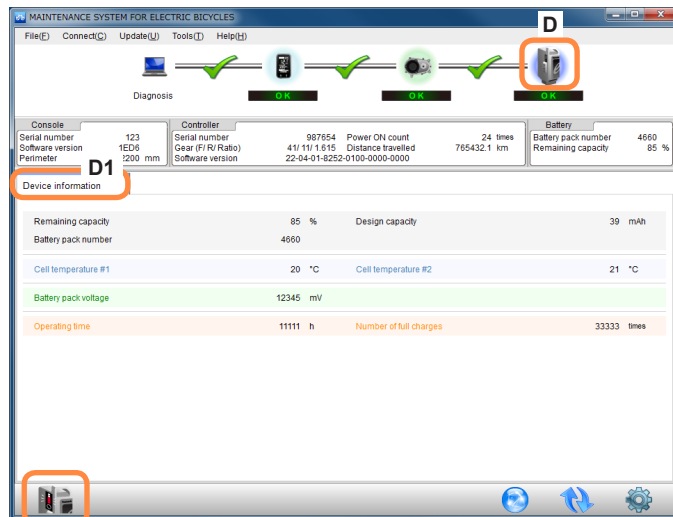 MAINTENANCE SYSTEM FOR ELECTRIC BICYCLES
D
File(F) Connect(C) Update(U) Tools(T) Help(H)
Diagnosis OK OK OK
Console Controller Battery
Serial number 123 Serial number 987654 Power ON count 24 times Battery pack number 4660
Software version 1ED6 Gear (F/ R/ Ratio) 41/ 11/ 1.615 Distance travelled 765432.1 km Remaining capacity 85 %
Perimeter 2200 mm Software version 22-04-01-8252-0100-0000-0000
D1
Device information
Remaining capacity 85 % Design capacity 39 mAh
Battery pack number 4660
Cell temperature #1 20 °C Cell temperature #2 21 °C
Battery pack voltage 12345 mV
Operating time 11111 h Number of full charges 33333 times